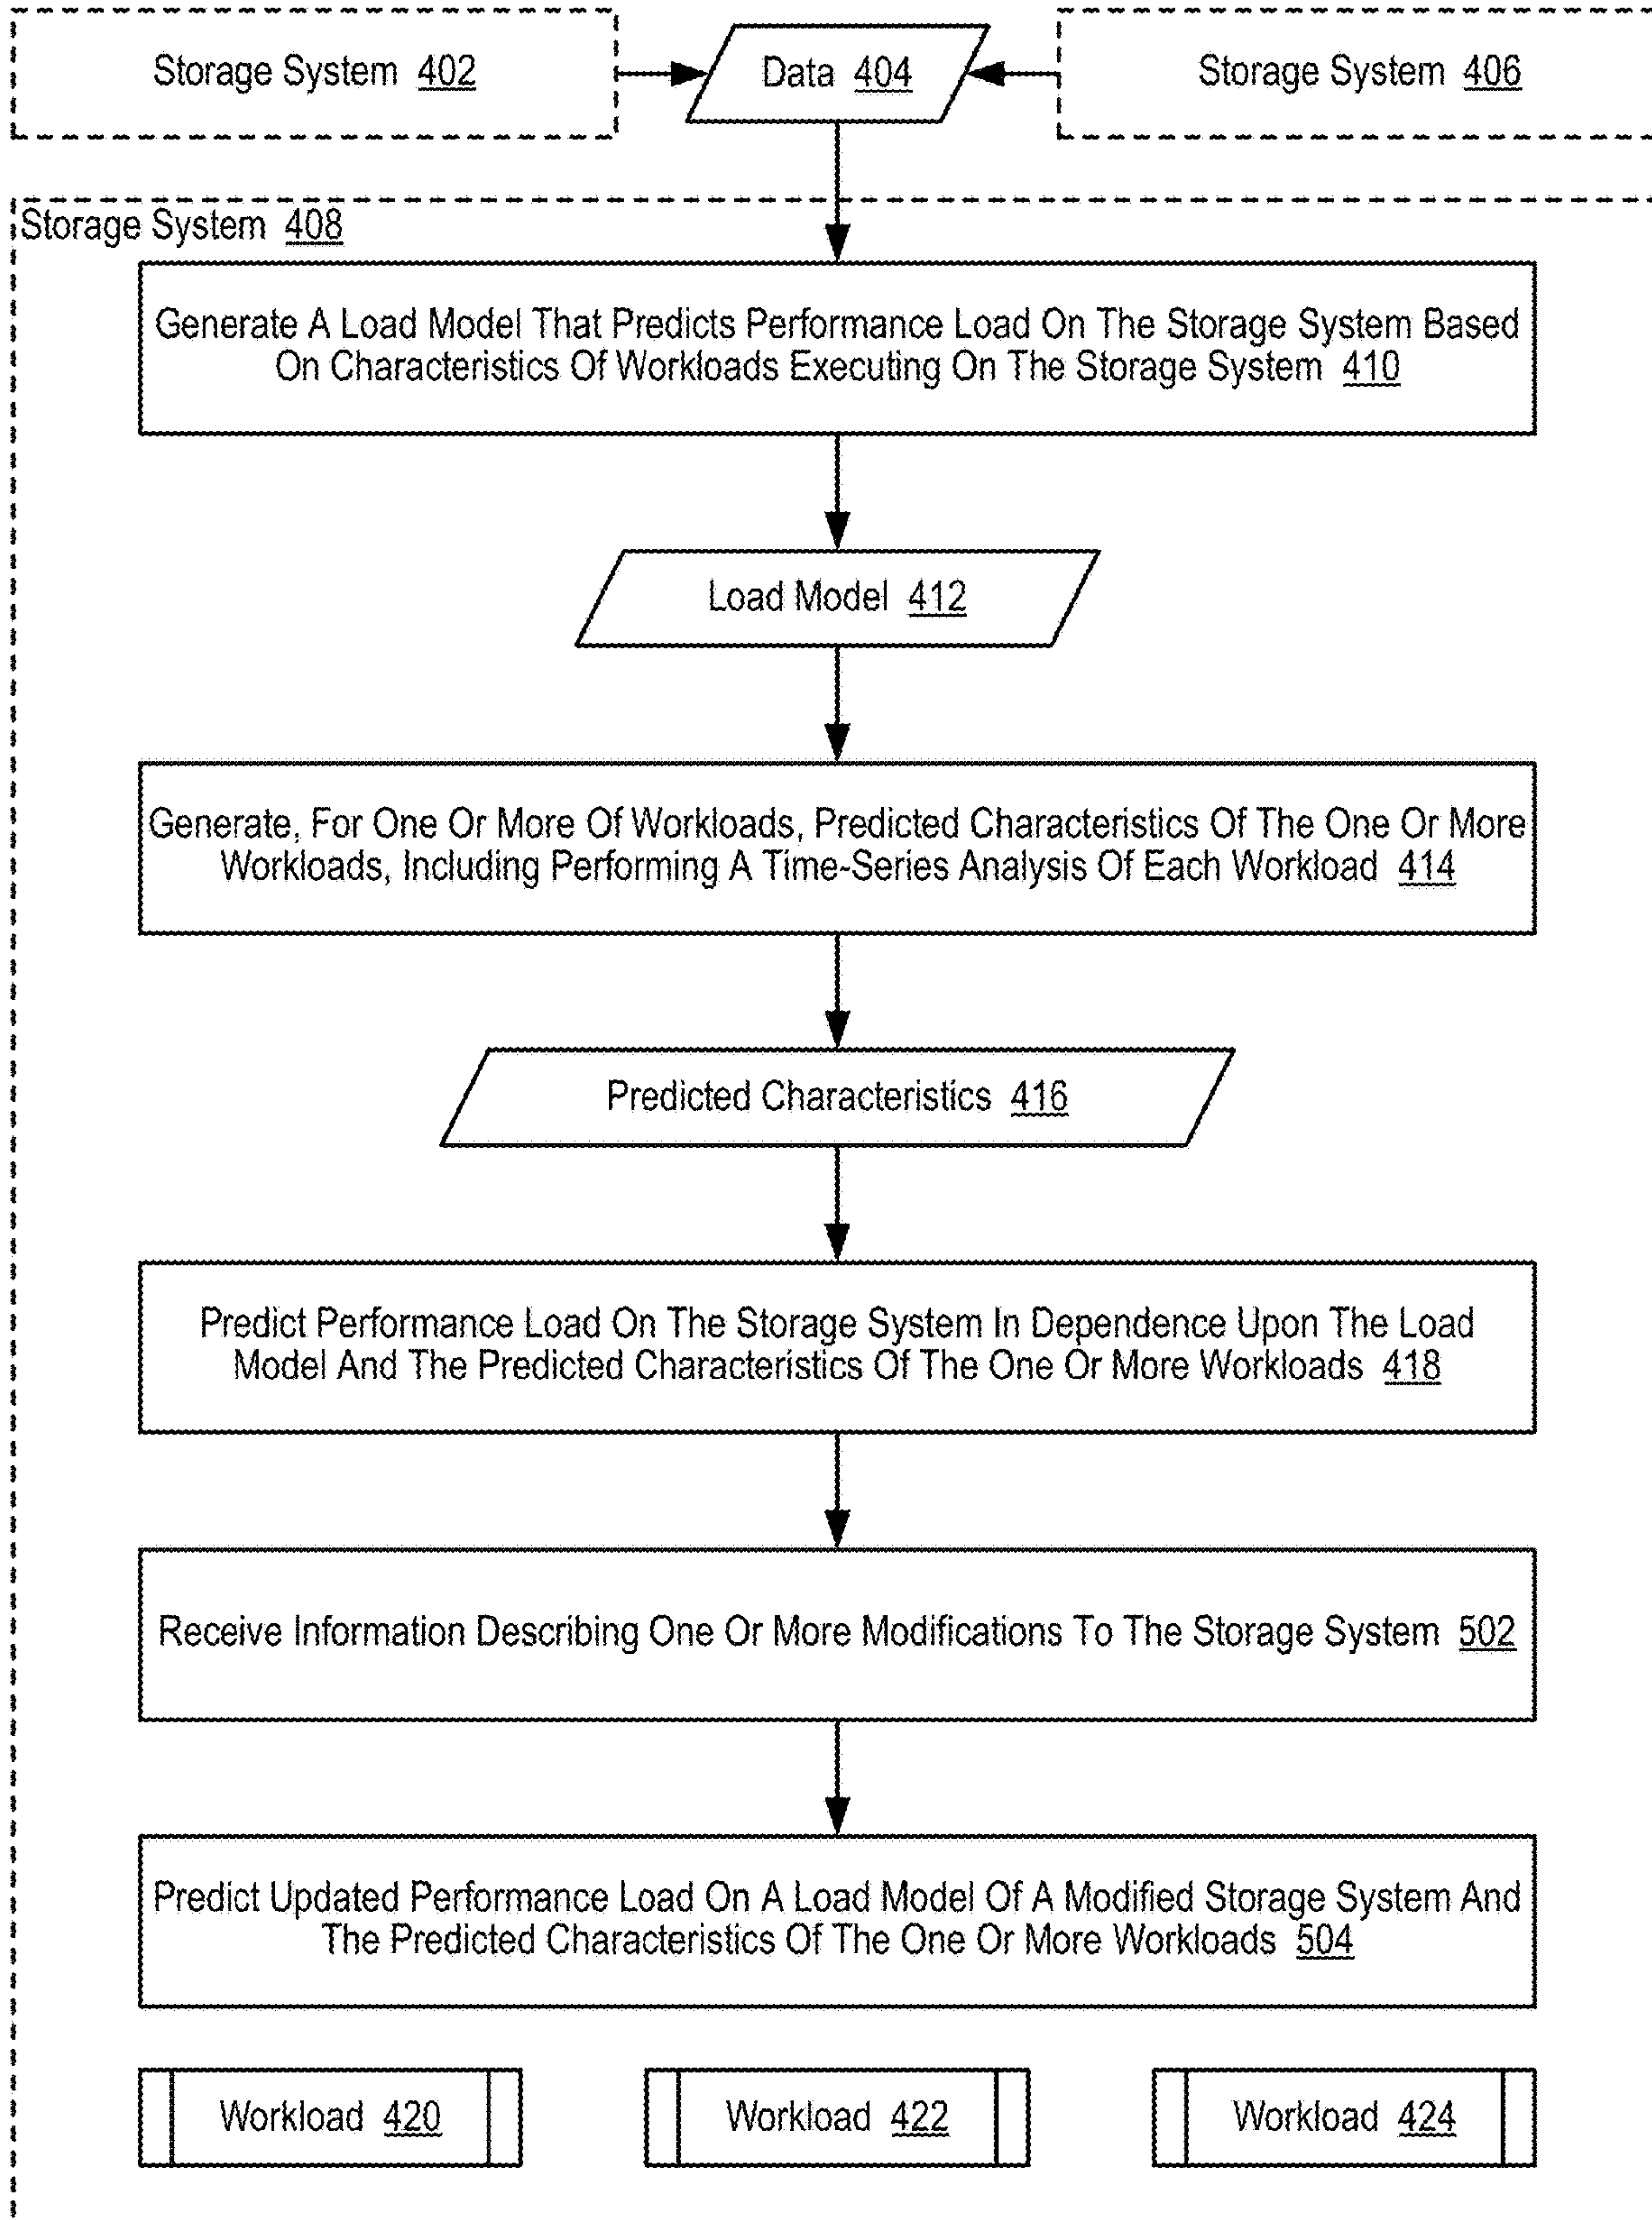 Storage System 402
Data 404
Storage System 406
Storage System 408
Generate A Load Model That Predicts Performance Load On The Storage System Based
On Characteristics Of Workloads Executing On The Storage System 410
Load Model 412
Generate, For One Or More Of Workloads, Predicted Characteristics Of The One Or More
Workloads, Including Performing A Time-Series Analysis Of Each Workload 414
Predicted Characteristics 416
Predict Performance Load On The Storage System In Dependence Upon The Load
Model And The Predicted Characteristics Of The One Or More Workloads 418
Receive Information Describing One Or More Modifications To The Storage System 502
Predict Updated Performance Load On A Load Model Of A Modified Storage System And
The Predicted Characteristics Of The One Or More Workloads 504
Workload 420
Workload 422
Workload 424